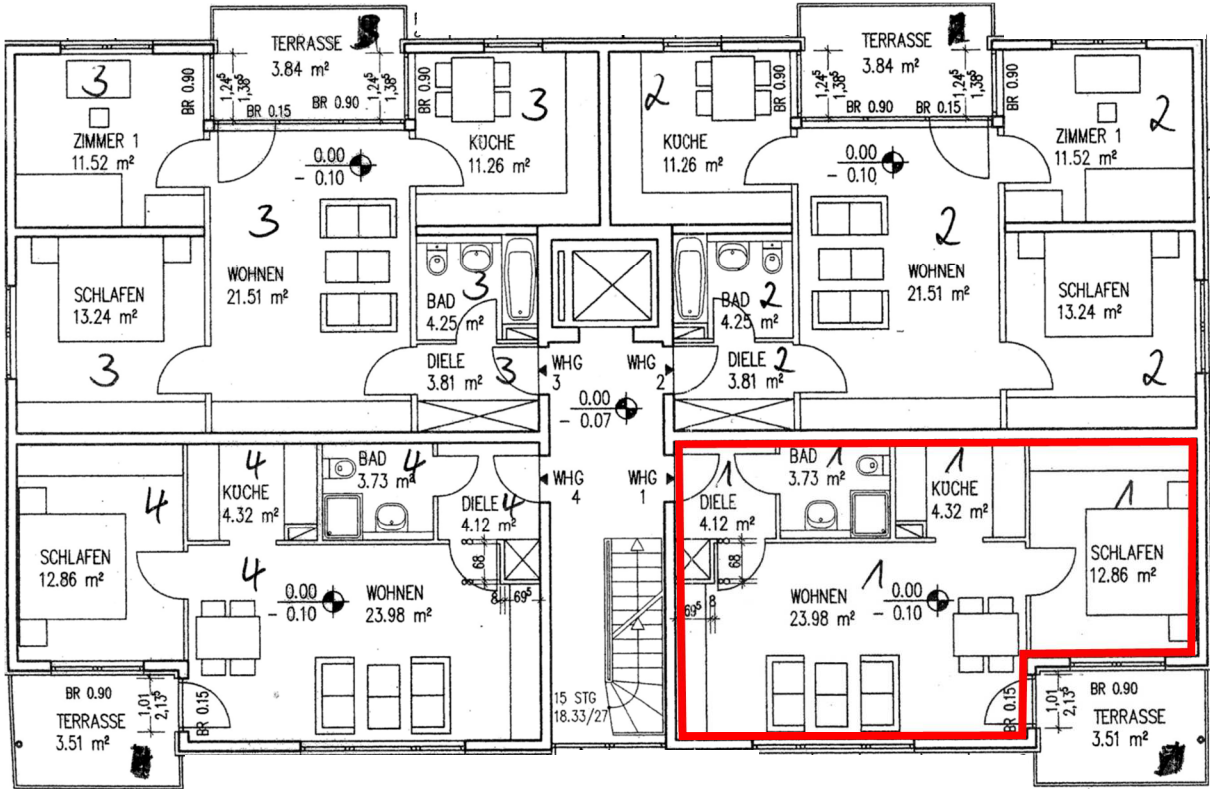 TERRASSE
3.84 m²
1,24⁵
1,38⁵
BR 0.15
BR 0.90
1,24⁵
1,38⁵
TERRASSE
3.84 m²
1,24⁵
1,38⁵
BR 0.90
BR 0.15
1,24⁵
1,38⁵
3
BR 0.90
ZIMMER 1
11.52 m²
BR 0.90
3
KÜCHE
11.26 m²
2
BR 0.90
KÜCHE
11.26 m²
BR 0.90
ZIMMER 1
11.52 m²
2
0.00
- 0.10
0.00
- 0.10
3
WOHNEN
21.51 m²
SCHLAFEN
13.24 m²
3
BAD
4.25 m²
3
DIELE
3.81 m²
3
BAD
4.25 m²
2
DIELE
3.81 m²
2
2
WOHNEN
21.51 m²
SCHLAFEN
13.24 m²
2
WHG
3
WHG
2
0.00
- 0.07
WHG
4
WHG
1
4
SCHLAFEN
12.86 m²
4
KÜCHE
4.32 m²
BAD
3.73 m²
4
DIELE
4.12 m²
4
68
8
69⁵
4
0.00
- 0.10
WOHNEN
23.98 m²
BR 0.15
BR 0.90
1,01
2,13⁵
TERRASSE
3.51 m²
15 STG
18.33/27
1
DIELE
4.12 m²
BAD
3.73 m²
1
1
KÜCHE
4.32 m²
1
SCHLAFEN
12.86 m²
68
69⁵
8
WOHNEN
23.98 m²
1
0.00
- 0.10
BR 0.15
1,01
2,13⁵
BR 0.90
TERRASSE
3.51 m²